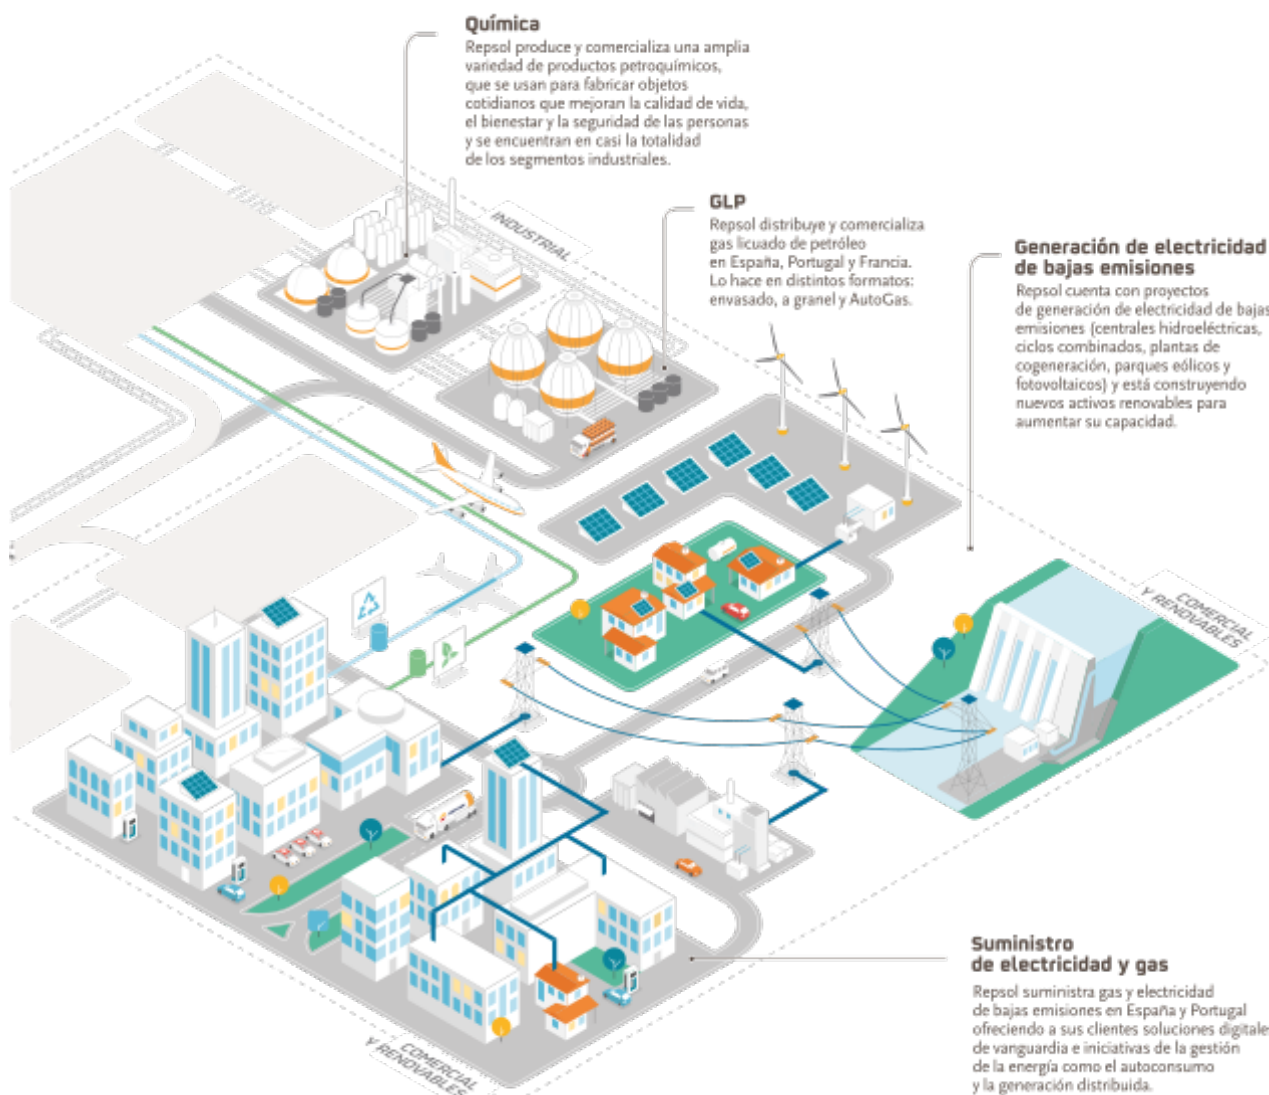 Química
Repsol produce y comercializa una amplia
variedad de productos petroquímicos,
que se usan para fabricar objetos
cotidianos que mejoran la calidad de vida,
el bienestar y la seguridad de las personas
y se encuentran en casi la totalidad
de los segmentos industriales.
INDUSTRIAL
GLP
Repsol distribuye y comercializa
gas licuado de petróleo
en España, Portugal y Francia.
Lo hace en distintos formatos:
envasado, a granel y AutoGas.
Generación de electricidad
de bajas emisiones
Repsol cuenta con proyectos
de generación de electricidad de bajas
emisiones (centrales hidroeléctricas,
ciclos combinados, plantas de
cogeneración, parques eólicos y
fotovoltaicos) y está construyendo
nuevos activos renovables para
aumentar su capacidad.
COMERCIAL
Y RENOVABLES
Suministro
de electricidad y gas
Repsol suministra gas y electricidad
de bajas emisiones en España y Portugal
ofreciendo a sus clientes soluciones digitale
de vanguardia e iniciativas de la gestión
de la energía como el autoconsumo
y la generación distribuida.
COMERCIAL
Y RENOVABLES